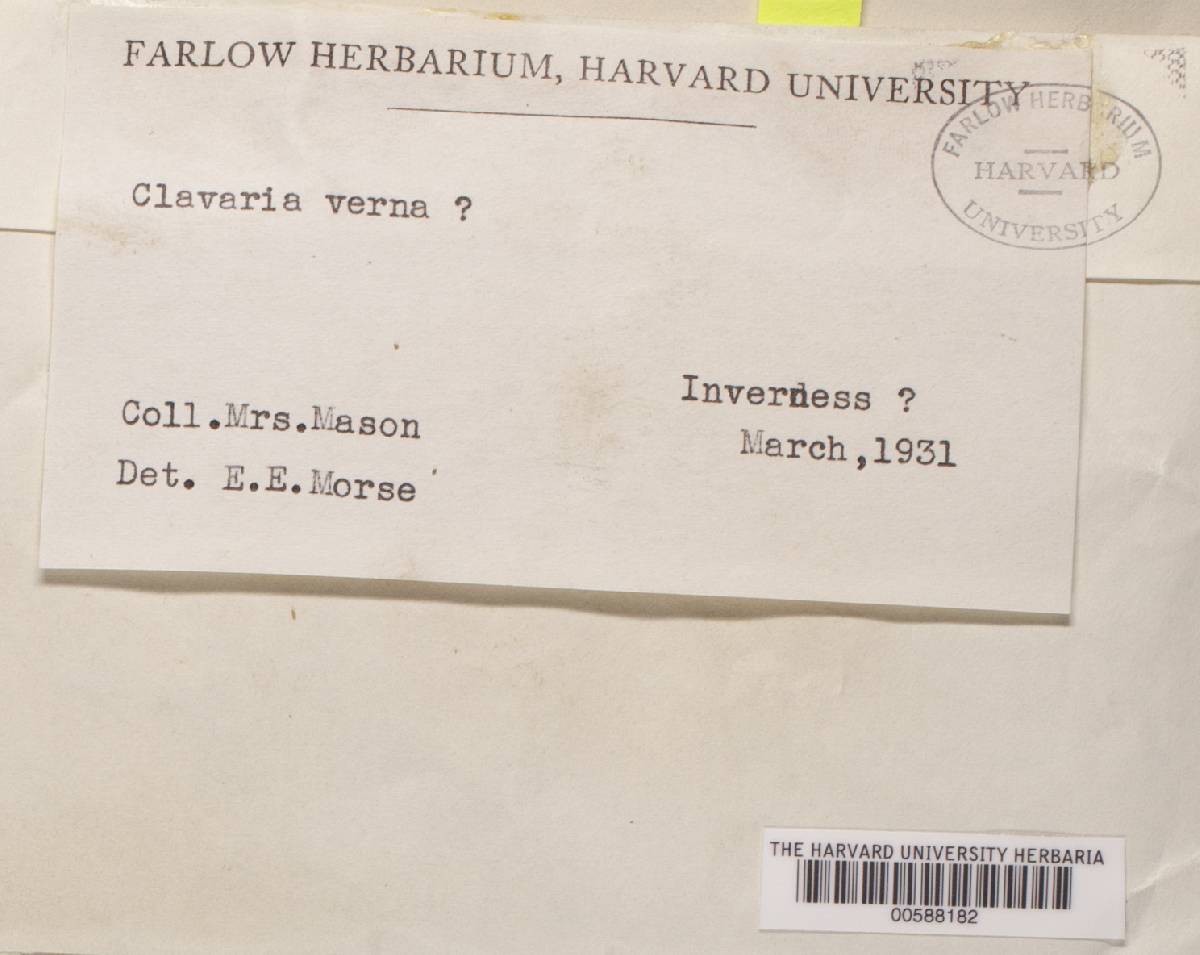 FARLOW HERBARIUM, HARVARD UNIVERSITY
FARLOW HERBARIUM
HARVARD
UNIVERSITY
Clavaria verna ?
Inverness ?
Coll.Mrs.Mason
March,1931
Det. E.E.Morse
THE HARVARD UNIVERSITY HERBARIA
00588182